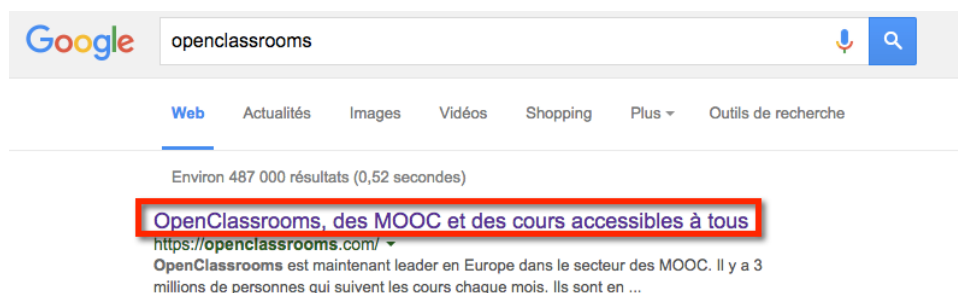 Google openclassrooms
Web Actualités Images Vidéos Shopping Plus Outils de recherche
Environ 487 000 résultats (0,52 secondes)
OpenClassrooms, des MOOC et des cours accessibles à tous
https://openclassrooms.com/
OpenClassrooms est maintenant leader en Europe dans le secteur des MOOC. Il y a 3
millions de personnes qui suivent les cours chaque mois. Ils sont en ...